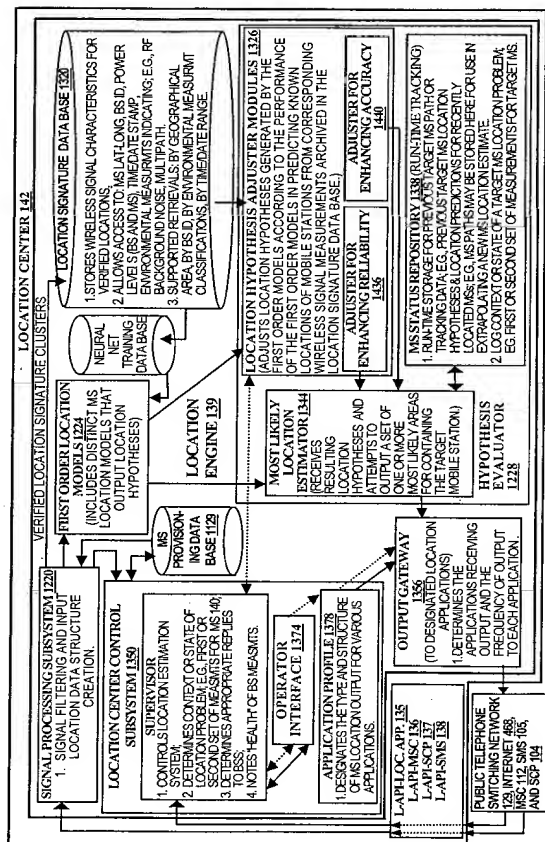 LOCATION CENTER 142
VERIFIED LOCATION SIGNATURE CLUSTERS
SIGNAL PROCESSING SUBSYSTEM 1220
1. SIGNAL FILTERING AND INPUT
LOCATION DATA STRUCTURE
CREATION.
FIRST ORDER LOCATION
MODELS 1224
(INCLUDES DISTINCT MS
LOCATION MODELS THAT
OUTPUT LOCATION
HYPOTHESES)
NEURAL
NET
TRAINING
DATA BASE
LOCATION SIGNATURE DATA BASE 1320
1. STORES WIRELESS SIGNAL CHARACTERISTICS FOR
VERIFIED LOCATIONS,
2. ALLOWS ACCESS TO: MS LAT-LONG, BS ID, POWER
LEVELS (BS AND MS), TIME/DATE STAMP,
ENVIRONMENTAL MEASURMTS INDICATING; E.G., RF
BACKGROUND NOISE, MULTIPATH.
3. SUPPORTED RETRIEVALS: BY GEOGRAPHICAL
AREA, BY BS ID, BY ENVIRONMENTAL MEASURMT
CLASSIFICATIONS, BY TIME/DATE RANGE.
MS
PROVISION-
ING DATA
BASE 1129
LOCATION
ENGINE 139
LOCATION CENTER CONTROL
SUBSYSTEM 1350
SUPERVISOR
1. CONTROLS LOCATION ESTIMATION
SYSTEM;
2. DETERMINES CONTEXT OR STATE OF
LOCATION PROBLEM, E.G., FIRST OR
SECOND SET OF MEASMTS FOR MS 140;
3. DETERMINES APPROPRIATE REPLIES
TO BSS;
4. NOTES HEALTH OF BS MEASMTS.
OPERATOR
INTERFACE 1374
APPLICATION PROFILE 1378
1. DESIGNATES THE TYPE AND STRUCTURE
OF MS LOCATION OUTPUT FOR VARIOUS
APPLICATIONS.
LOCATION HYPOTHESIS ADJUSTER MODULES 1326
(ADJUSTS LOCATION HYPOTHESES GENERATED BY THE
FIRST ORDER MODELS ACCORDING TO THE PERFORMANCE
OF THE FIRST ORDER MODELS IN PREDICTING KNOWN
LOCATIONS OF MOBILE STATIONS FROM CORRESPONDING
WIRELESS SIGNAL MEASUREMENTS ARCHIVED IN THE
LOCATION SIGNATURE DATA BASE.)
ADJUSTER FOR
ENHANCING RELIABILITY
1436
ADJUSTER FOR
ENHANCING ACCURACY
1440
MOST LIKELY LOCATION
ESTIMATOR 1344
(RECEIVES
RESULTING
LOCATION
HYPOTHESES AND
ATTEMPTS TO
OUTPUT A SET OF
ONE OR MORE
MOST LIKELY AREAS
FOR CONTAINING
THE TARGET
MOBILE STATION.)
HYPOTHESIS
EVALUATOR
1228
MS STATUS REPOSITORY 1338 (RUN-TIME TRACKING)
1. RUN-TIME STORAGE FOR PREVIOUS TARGET MS PATH OR
TRACKING DATA; E.G., PREVIOUS TARGET MS LOCATION
HYPOTHESES & LOCATION PREDICTIONS FOR RECENTLY
LOCATED MSs; E.G., MS PATHS MAY BE STORED HERE FOR USE IN
EXTRAPOLATING A NEW MS LOCATION ESTIMATE.
2. LOG CONTEXT OR STATE OF A TARGET MS LOCATION PROBLEM;
EG. FIRST OR SECOND SET OF MEASUREMENTS FOR TARGET MS.
OUTPUT GATEWAY
1356
(TO DESIGNATED LOCATION
APPLICATIONS)
1. DETERMINES THE
APPLICATIONS RECEIVING
OUTPUT AND THE
FREQUENCY OF OUTPUT
TO EACH APPLICATION.
L-API-LOC. APP. 135
L-API-MSC 136
L-API-SCP 137
L-API-SMS 138
PUBLIC TELEPHONE
SWITCHING NETWORK
129, INTERNET 468,
MSC 112, SMS 105,
AND SCP 104